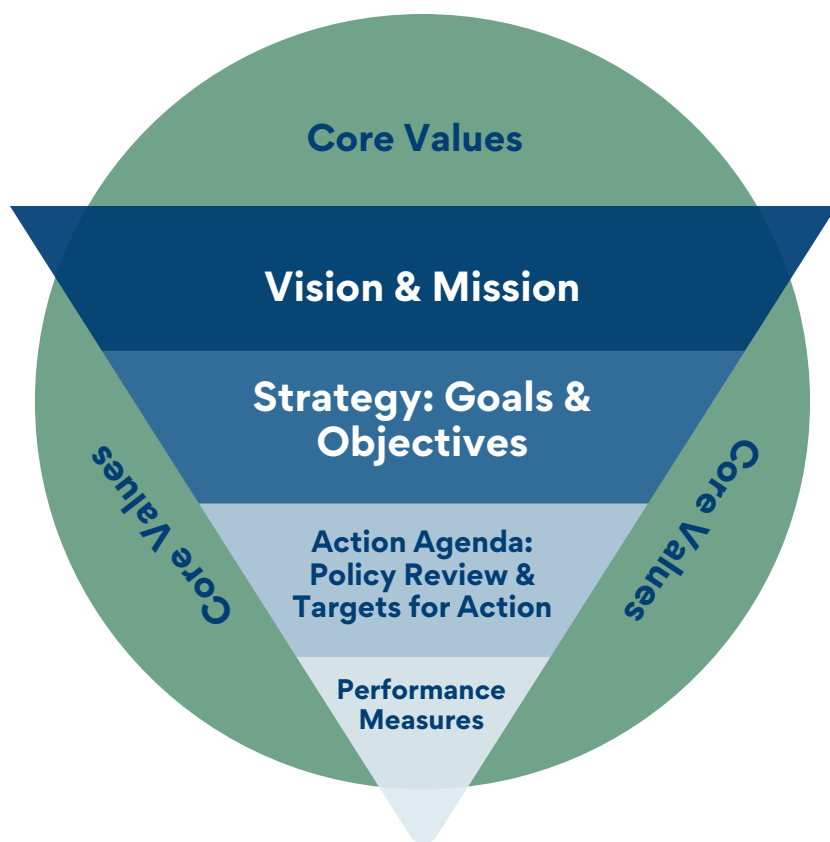 Core Values
Vision & Mission
Strategy: Goals &
Objectives
Core Values
Core Values
Action Agenda:
Policy Review &
Targets for Action
Performance
Measures